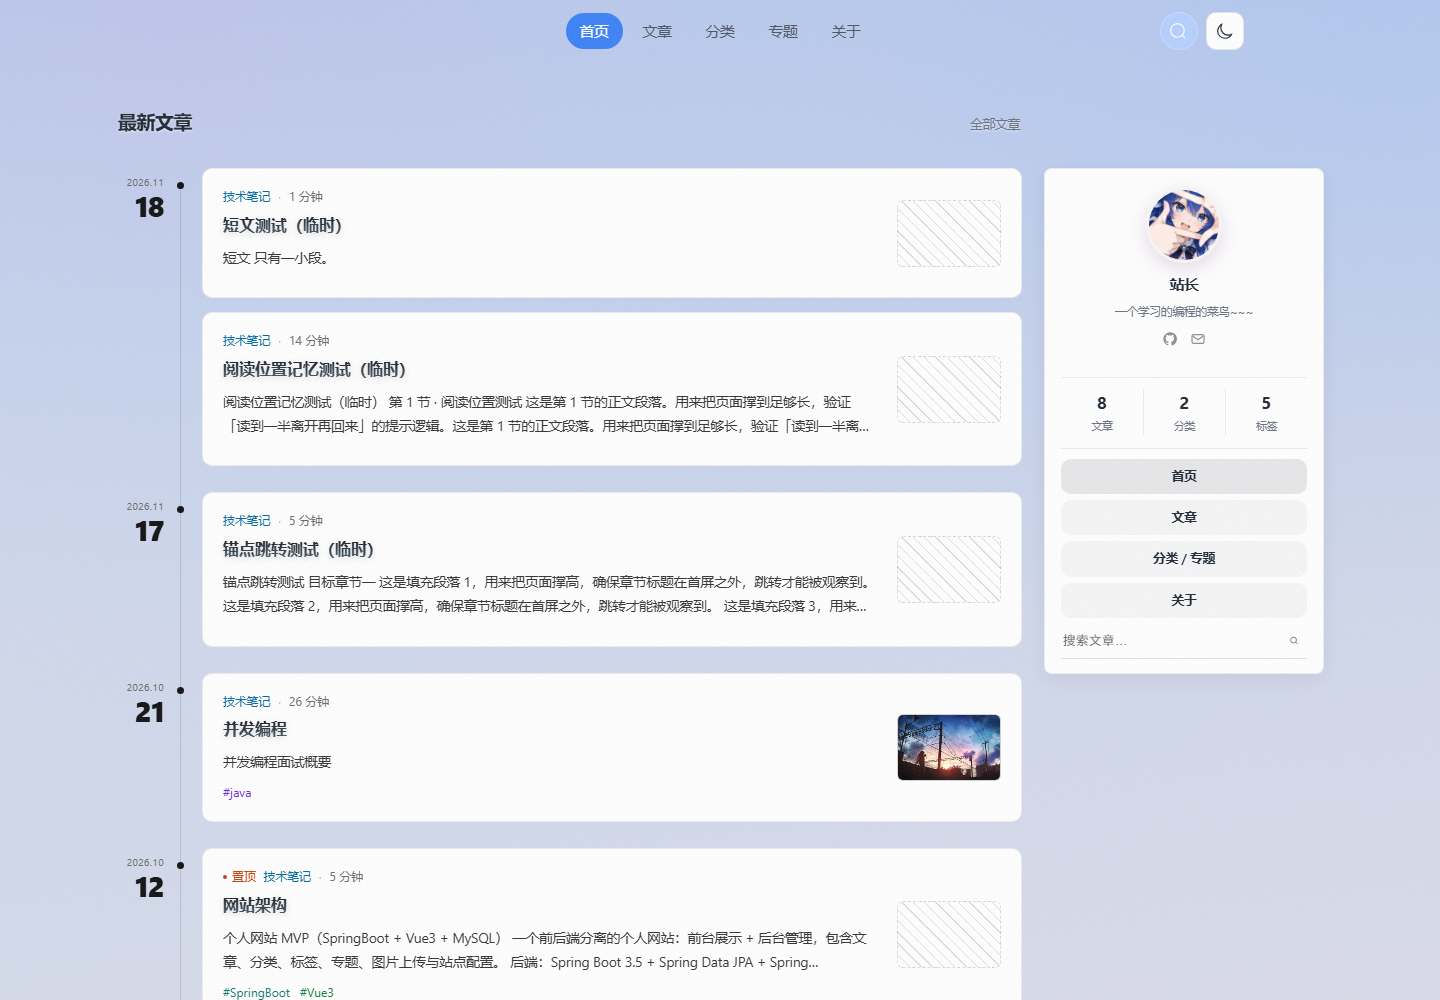 首页 文章 分类 专题 关于
最新文章
全部文章
2026.11
18
技术笔记 · 1 分钟
短文测试（临时）
短文 只有一小段。
技术笔记 · 14 分钟
阅读位置记忆测试（临时）
阅读位置记忆测试（临时） 第 1 节 · 阅读位置测试 这是第 1 节的正文段落。用来把页面撑到足够长，验证
「读到一半离开再回来」的提示逻辑。这是第 1 节的正文段落。用来把页面撑到足够长，验证「读到一半离...
2026.11
17
技术笔记 · 5 分钟
锚点跳转测试（临时）
锚点跳转测试 目标章节一 这是填充段落 1，用来把页面撑高，确保章节标题在首屏之外，跳转才能被观察到。
这是填充段落 2，用来把页面撑高，确保章节标题在首屏之外，跳转才能被观察到。 这是填充段落 3，用来...
2026.10
21
技术笔记 · 26 分钟
并发编程
并发编程面试概要
#java
2026.10
12
置顶 技术笔记 · 5 分钟
网站架构
个人网站 MVP（SpringBoot + Vue3 + MySQL） 一个前后端分离的个人网站：前台展示 + 后台管理，包含文
章、分类、标签、专题、图片上传与站点配置。 后端：Spring Boot 3.5 + Spring Data JPA + Spring...
#SpringBoot #Vue3
站长
一个学习的编程的菜鸟~~~
8 2 5
文章 分类 标签
首页
文章
分类 / 专题
关于
搜索文章...